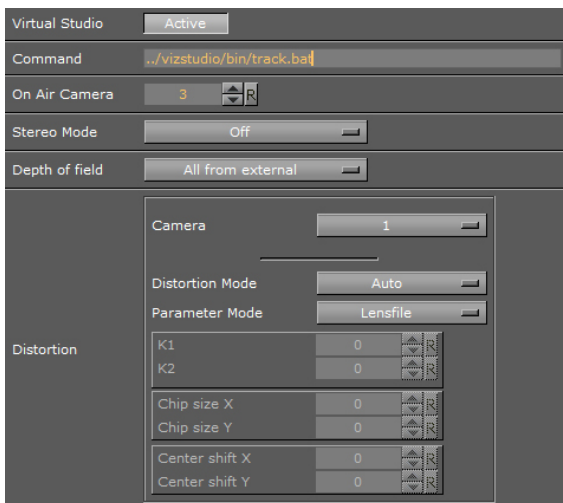 Virtual Studio Active
Command ../vizstudio/bin/track.bat
On Air Camera 3 R
Stereo Mode Off
Depth of field All from external
Camera 1
Distortion Mode Auto
Parameter Mode Lensfile
Distortion
K1 0 R
K2 0 R
Chip size X 0 R
Chip size Y 0 R
Center shift X 0 R
Center shift Y 0 R